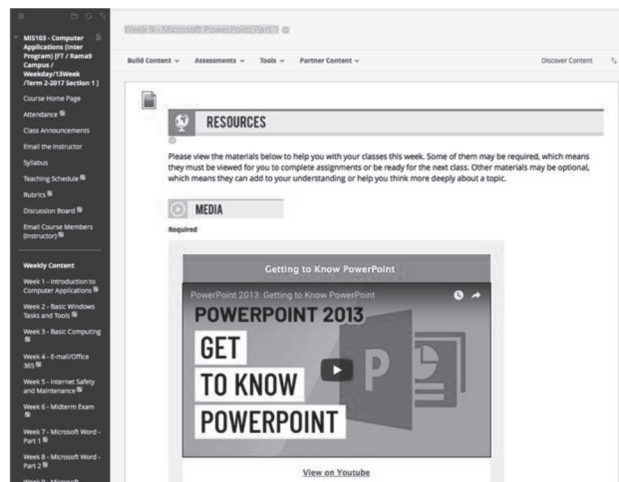 MIS103 - Computer
Applications (Inter
Program) [FT / Rama9
Campus /
Weekday/13Week
/Term 2-2017 Section 1 ]
Course Home Page
Attendance
Class Announcements
Email the Instructor
Syllabus
Teaching Schedule
Rubrics
Discussion Board
Email Course Members
(Instructor)
Weekly Content
Week 1 - Introduction to
Computer Applications
Week 2 - Basic Windows
Tasks and Tools
Week 3 - Basic Computing
Week 4 - E-mail/Office
365
Week 5 - Internet Safety
and Maintenance
Week 6 - Midterm Exam
Week 7 - Microsoft Word -
Part 1
Week 8 - Microsoft Word -
Part 2
Week 9 - Microsoft
Week 9 - Microsoft PowerPoint Part 1
Build Content Assessments Tools Partner Content Discover Content
RESOURCES
Please view the materials below to help you with your classes this week. Some of them may be required, which means
they must be viewed for you to complete assignments or be ready for the next class. Other materials may be optional,
which means they can add to your understanding or help you think more deeply about a topic.
MEDIA
Required
Getting to Know PowerPoint
PowerPoint 2013: Getting to Know PowerPoint
POWERPOINT 2013
GET
TO KNOW
POWERPOINT
P
View on Youtube